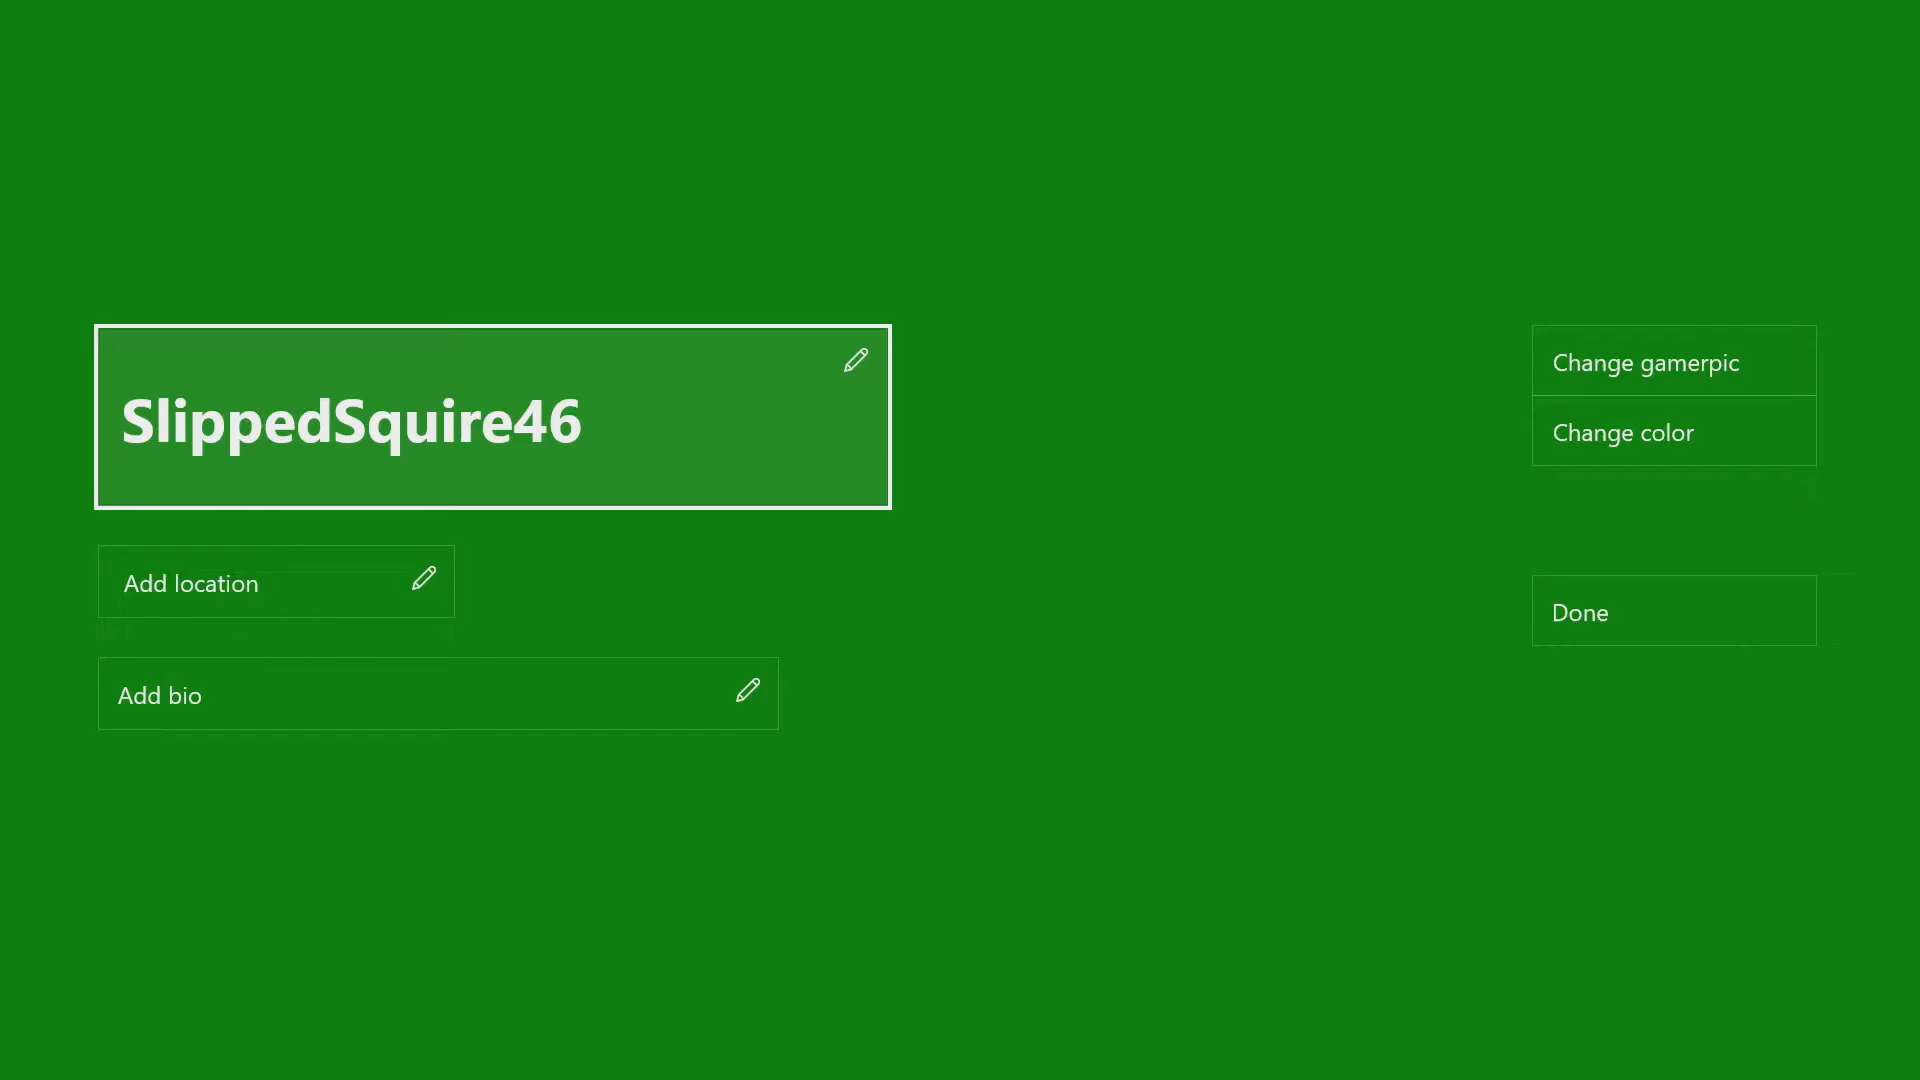 SlippedSquire46
Add location
Add bio
Change gamerpic
Change color
Done